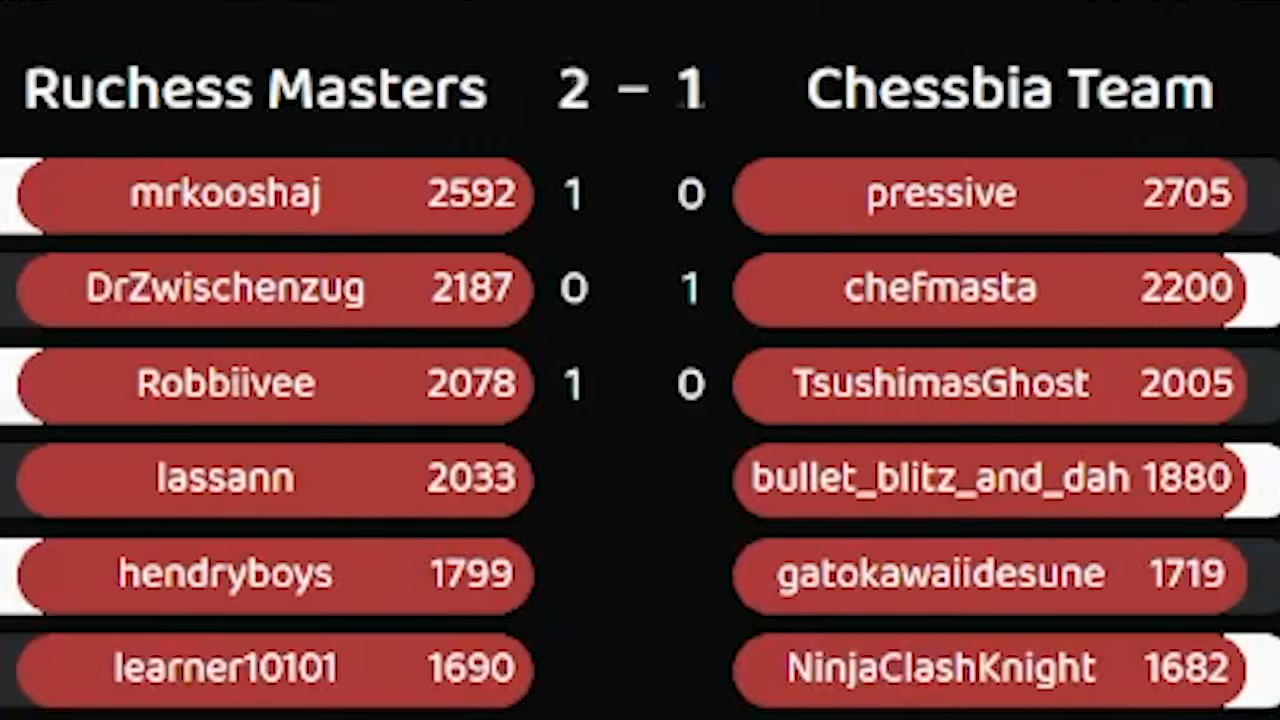 Ruchess Masters 2 – 1 Chessbia Team
mrkooshaj 2592 1 0 pressive 2705
DrZwischenzug 2187 0 1 chefmasta 2200
Robbiivee 2078 1 0 TsushimasGhost 2005
lassann 2033 bullet_blitz_and_dah 1880
hendryboys 1799 gatokawaiidesune 1719
learner10101 1690 NinjaClashKnight 1682